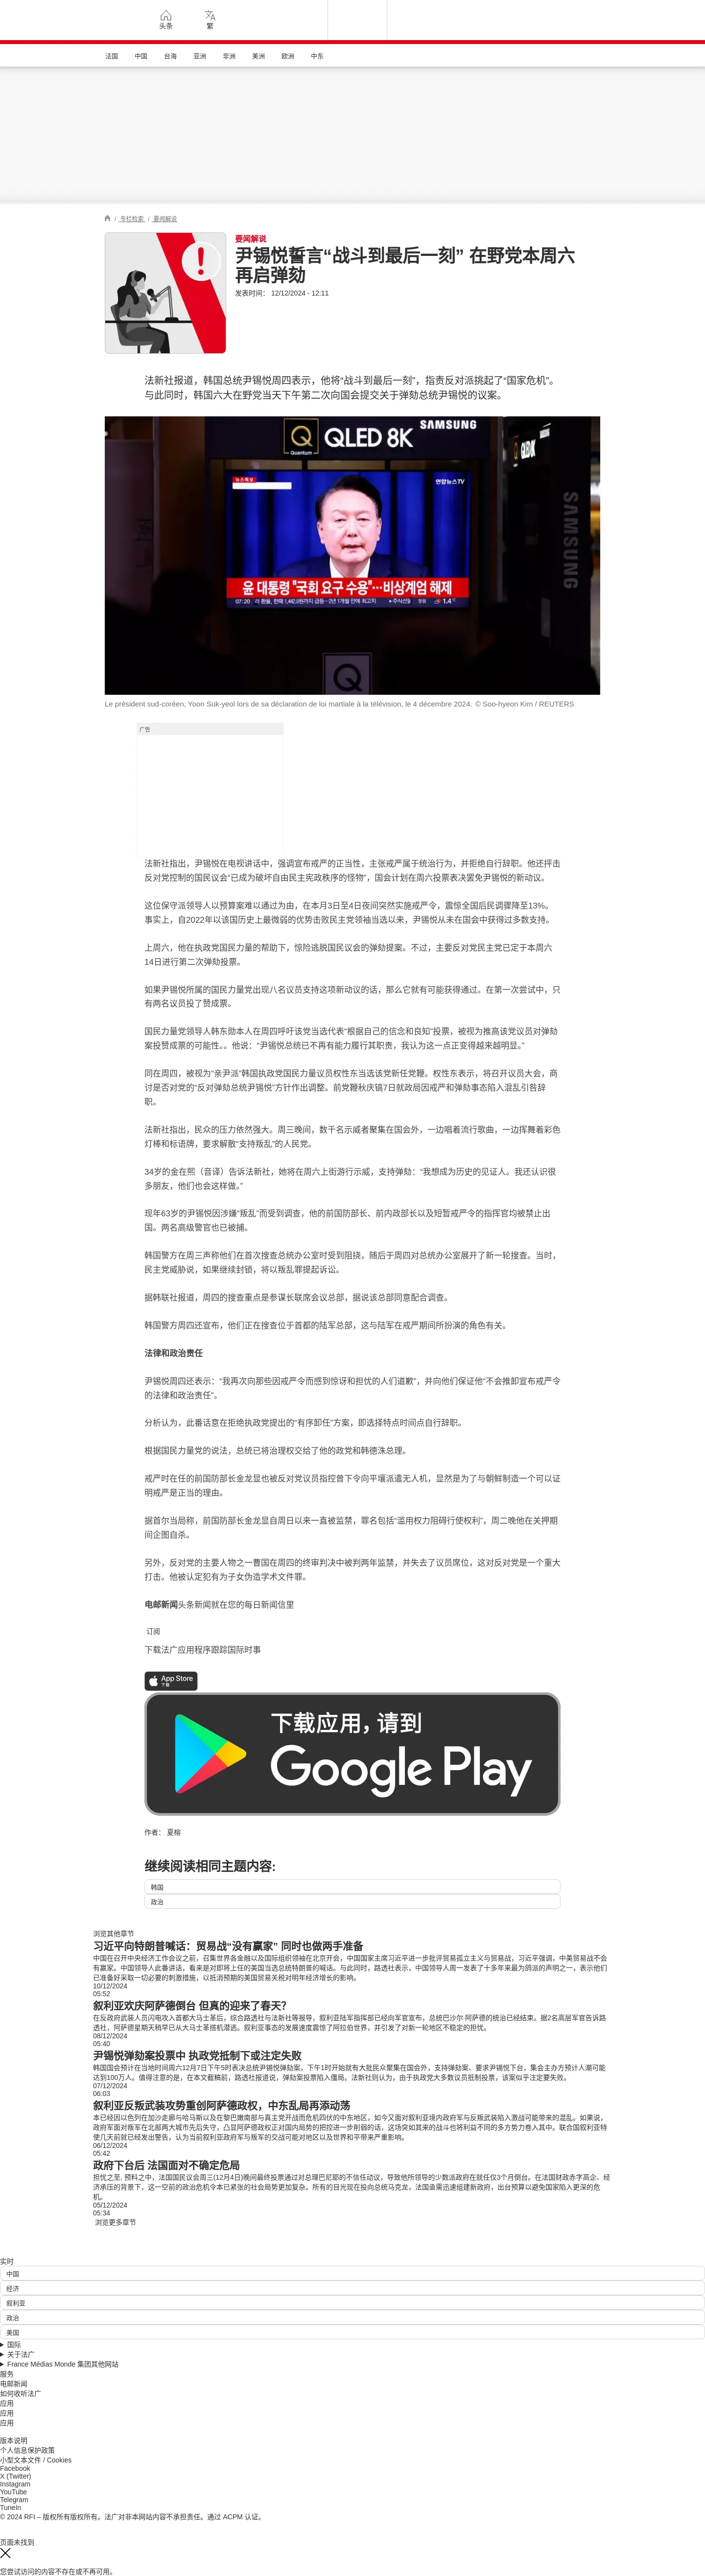 头条
繁
法国 中国 台海 亚洲 非洲 美洲 欧洲 中东
/ 专栏检索 / 要闻解说
要闻解说
尹锡悦誓言“战斗到最后一刻” 在野党本周六
再启弹劾
发表时间： 12/12/2024 - 12:11
法新社报道，韩国总统尹锡悦周四表示，他将“战斗到最后一刻”，指责反对派挑起了“国家危机”。
与此同时，韩国六大在野党当天下午第二次向国会提交关于弹劾总统尹锡悦的议案。
SAMSUNG
Quantum QLED 8K
뉴스특보
연합뉴스TV
윤 대통령 "국회 요구 수용"…비상계엄 해제
07:20
1.4℃
SAMSUNG
Le président sud-coréen, Yoon Suk-yeol lors de sa déclaration de loi martiale à la télévision, le 4 décembre 2024. © Soo-hyeon Kim / REUTERS
广告
法新社指出，尹锡悦在电视讲话中，强调宣布戒严的正当性，主张戒严属于统治行为，并拒绝自行辞职。他还抨击
反对党控制的国民议会“已成为破坏自由民主宪政秩序的怪物”，国会计划在周六投票表决罢免尹锡悦的新动议。
这位保守派领导人以预算案难以通过为由，在本月3日至4日夜间突然实施戒严令，震惊全国后民调骤降至13%。
事实上，自2022年以该国历史上最微弱的优势击败民主党领袖当选以来，尹锡悦从未在国会中获得过多数支持。
上周六，他在执政党国民力量的帮助下，惊险逃脱国民议会的弹劾提案。不过，主要反对党民主党已定于本周六
14日进行第二次弹劾投票。
如果尹锡悦所属的国民力量党出现八名议员支持这项新动议的话，那么它就有可能获得通过。在第一次尝试中，只
有两名议员投了赞成票。
国民力量党领导人韩东勋本人在周四呼吁该党当选代表“根据自己的信念和良知”投票，被视为推高该党议员对弹劾
案投赞成票的可能性。。他说：“尹锡悦总统已不再有能力履行其职责，我认为这一点正变得越来越明显。”
同在周四，被视为“亲尹派”韩国执政党国民力量议员权性东当选该党新任党鞭。权性东表示，将召开议员大会，商
讨是否对党的“反对弹劾总统尹锡悦”方针作出调整。前党鞭秋庆镐7日就政局因戒严和弹劾事态陷入混乱引咎辞
职。
法新社指出，民众的压力依然强大。周三晚间，数千名示威者聚集在国会外，一边唱着流行歌曲，一边挥舞着彩色
灯棒和标语牌，要求解散“支持叛乱”的人民党。
34岁的金在熙（音译）告诉法新社，她将在周六上街游行示威，支持弹劾：“我想成为历史的见证人。我还认识很
多朋友，他们也会这样做。”
现年63岁的尹锡悦因涉嫌“叛乱”而受到调查，他的前国防部长、前内政部长以及短暂戒严令的指挥官均被禁止出
国。两名高级警官也已被捕。
韩国警方在周三声称他们在首次搜查总统办公室时受到阻挠，随后于周四对总统办公室展开了新一轮搜查。当时，
民主党威胁说，如果继续封锁，将以叛乱罪提起诉讼。
据韩联社报道，周四的搜查重点是参谋长联席会议总部，据说该总部同意配合调查。
韩国警方周四还宣布，他们正在搜查位于首都的陆军总部，这与陆军在戒严期间所扮演的角色有关。
法律和政治责任
尹锡悦周四还表示：“我再次向那些因戒严令而感到惊讶和担忧的人们道歉”，并向他们保证他“不会推卸宣布戒严令
的法律和政治责任”。
分析认为，此番话意在拒绝执政党提出的“有序卸任”方案，即选择特点时间点自行辞职。
根据国民力量党的说法，总统已将治理权交给了他的政党和韩德洙总理。
戒严时在任的前国防部长金龙显也被反对党议员指控曾下令向平壤派遣无人机，显然是为了与朝鲜制造一个可以证
明戒严是正当的理由。
据首尔当局称，前国防部长金龙显自周日以来一直被监禁，罪名包括“滥用权力阻碍行使权利”，周二晚他在关押期
间企图自杀。
另外，反对党的主要人物之一曹国在周四的终审判决中被判两年监禁，并失去了议员席位，这对反对党是一个重大
打击。他被认定犯有为子女伪造学术文件罪。
电邮新闻头条新闻就在您的每日新闻信里
订阅
下载法广应用程序跟踪国际时事
App Store
下载
下载应用，请到
Google Play
作者： 夏榕
继续阅读相同主题内容:
韩国
政治
浏览其他章节
习近平向特朗普喊话：贸易战“没有赢家” 同时也做两手准备
中国在召开中央经济工作会议之前，召集世界各金融以及国际组织领袖在北京开会，中国国家主席习近平进一步批评贸易孤立主义与贸易战，习近平强调，中美贸易战不会
有赢家。中国领导人此番讲话，看来是对即将上任的美国当选总统特朗普的喊话。与此同时，路透社表示，中国领导人周一发表了十多年来最为鸽派的声明之一，表示他们
已准备好采取一切必要的刺激措施，以抵消预期的美国贸易关税对明年经济增长的影响。
10/12/2024
05:52
叙利亚欢庆阿萨德倒台 但真的迎来了春天？
在反政府武装人员闪电攻入首都大马士革后，综合路透社与法新社等报导，叙利亚陆军指挥部已经向军官宣布，总统巴沙尔·阿萨德的统治已经结束。据2名高层军官告诉路
透社，阿萨德星期天稍早已从大马士革搭机潜逃。叙利亚事态的发展速度震惊了阿拉伯世界，并引发了对新一轮地区不稳定的担忧。
08/12/2024
05:40
尹锡悦弹劾案投票中 执政党抵制下或注定失败
韩国国会预计在当地时间周六12月7日下午5时表决总统尹锡悦弹劾案，下午1时开始就有大批民众聚集在国会外，支持弹劾案、要求尹锡悦下台，集会主办方预计人潮可能
达到100万人。值得注意的是，在本文截稿前，路透社报道说，弹劾案投票陷入僵局。法新社则认为，由于执政党大多数议员抵制投票，该案似乎注定要失败。
07/12/2024
06:03
叙利亚反叛武装攻势重创阿萨德政权，中东乱局再添动荡
本已经因以色列在加沙走廊与哈马斯以及在黎巴嫩南部与真主党开战而危机四伏的中东地区，如今又面对叙利亚境内政府军与反叛武装陷入激战可能带来的混乱。如果说，
政府军面对叛军在北部两大城市先后失守，凸显阿萨德政权正对国内局势的把控进一步削弱的话，这场突如其来的战斗也将利益不同的多方势力卷入其中。联合国叙利亚特
使几天前就已经发出警告，认为当前叙利亚政府军与叛军的交战可能对地区以及世界和平带来严重影响。
06/12/2024
05:42
政府下台后 法国面对不确定危局
担忧之至, 预料之中，法国国民议会周三(12月4日)晚间最终投票通过对总理巴尼耶的不信任动议，导致他所领导的少数派政府在就任仅3个月倒台。在法国财政赤字高企、经
济承压的背景下，这一空前的政治危机令本已紧张的社会局势更加复杂。所有的目光现在投向总统马克龙，法国亟需迅速组建新政府，出台预算以避免国家陷入更深的危
机。
05/12/2024
05:34
浏览更多章节
实时
中国
经济
叙利亚
政治
美国
国际
关于法广
France Médias Monde 集团其他网站
服务
电邮新闻
如何收听法广
应用
应用
应用
版本说明
个人信息保护政策
小型文本文件 / Cookies
Facebook
X (Twitter)
Instagram
YouTube
Telegram
TuneIn
© 2024 RFI – 版权所有版权所有。法广对非本网站内容不承担责任。通过 ACPM 认证。
页面未找到
您尝试访问的内容不存在或不再可用。